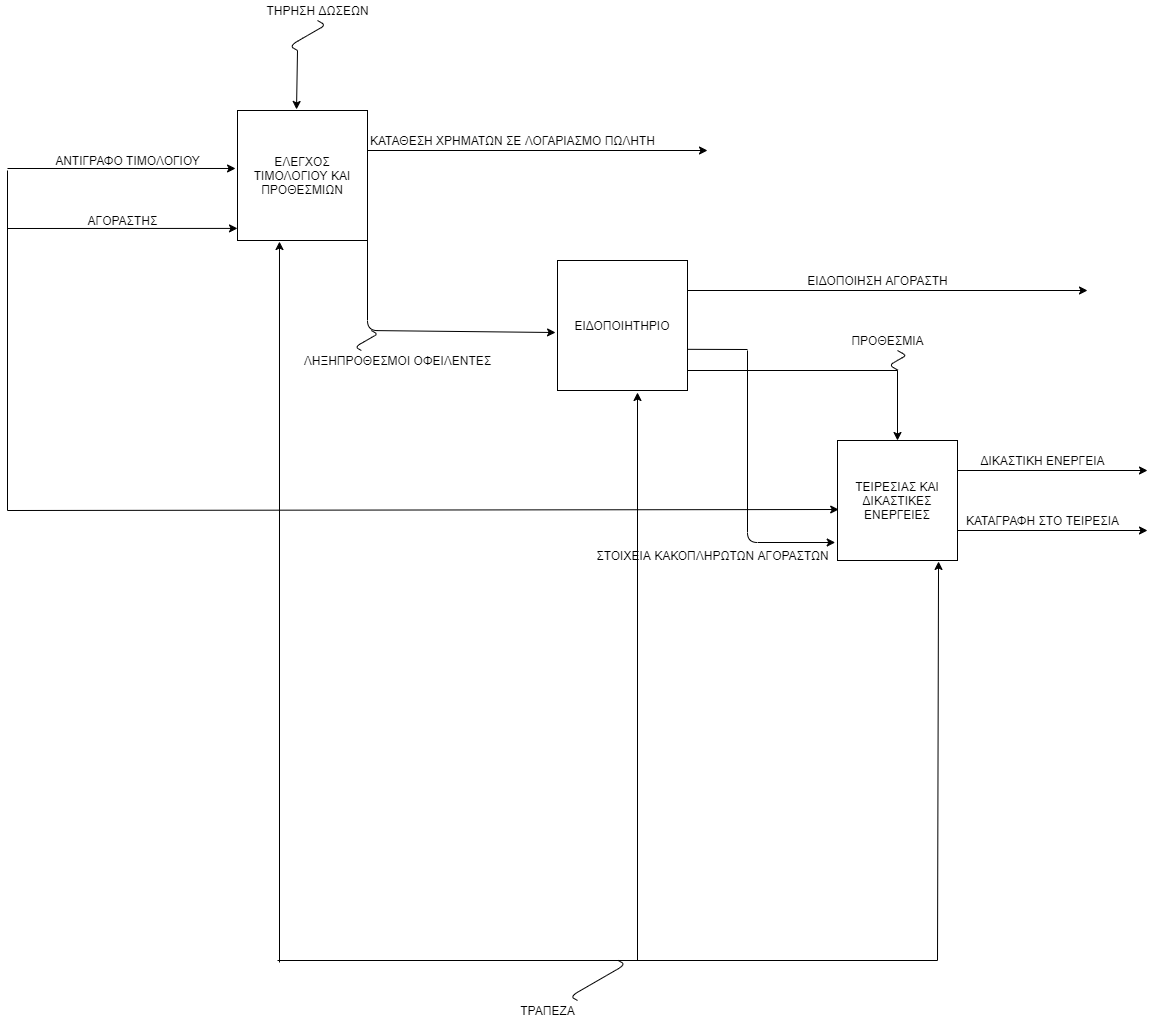 ΤΗΡΗΣΗ ΔΩΣΕΩΝ
ΚΑΤΑΘΕΣΗ ΧΡΗΜΑΤΩΝ ΣΕ ΛΟΓΑΡΙΑΣΜΟ ΠΩΛΗΤΗ
ΑΝΤΙΓΡΑΦΟ ΤΙΜΟΛΟΓΙΟΥ
ΕΛΕΓΧΟΣ
ΤΙΜΟΛΟΓΙΟΥ ΚΑΙ
ΠΡΟΘΕΣΜΙΩΝ
ΑΓΟΡΑΣΤΗΣ
ΕΙΔΟΠΟΙΗΣΗ ΑΓΟΡΑΣΤΗ
ΕΙΔΟΠΟΙΗΤΗΡΙΟ
ΠΡΟΘΕΣΜΙΑ
ΛΗΞΗΠΡΟΘΕΣΜΟΙ ΟΦΕΙΛΕΝΤΕΣ
ΔΙΚΑΣΤΙΚΗ ΕΝΕΡΓΕΙΑ
ΤΕΙΡΕΣΙΑΣ ΚΑΙ
ΔΙΚΑΣΤΙΚΕΣ
ΕΝΕΡΓΕΙΕΣ
ΚΑΤΑΓΡΑΦΗ ΣΤΟ ΤΕΙΡΕΣΙΑ
ΣΤΟΙΧΕΙΑ ΚΑΚΟΠΛΗΡΩΤΩΝ ΑΓΟΡΑΣΤΩΝ
ΤΡΑΠΕΖΑ